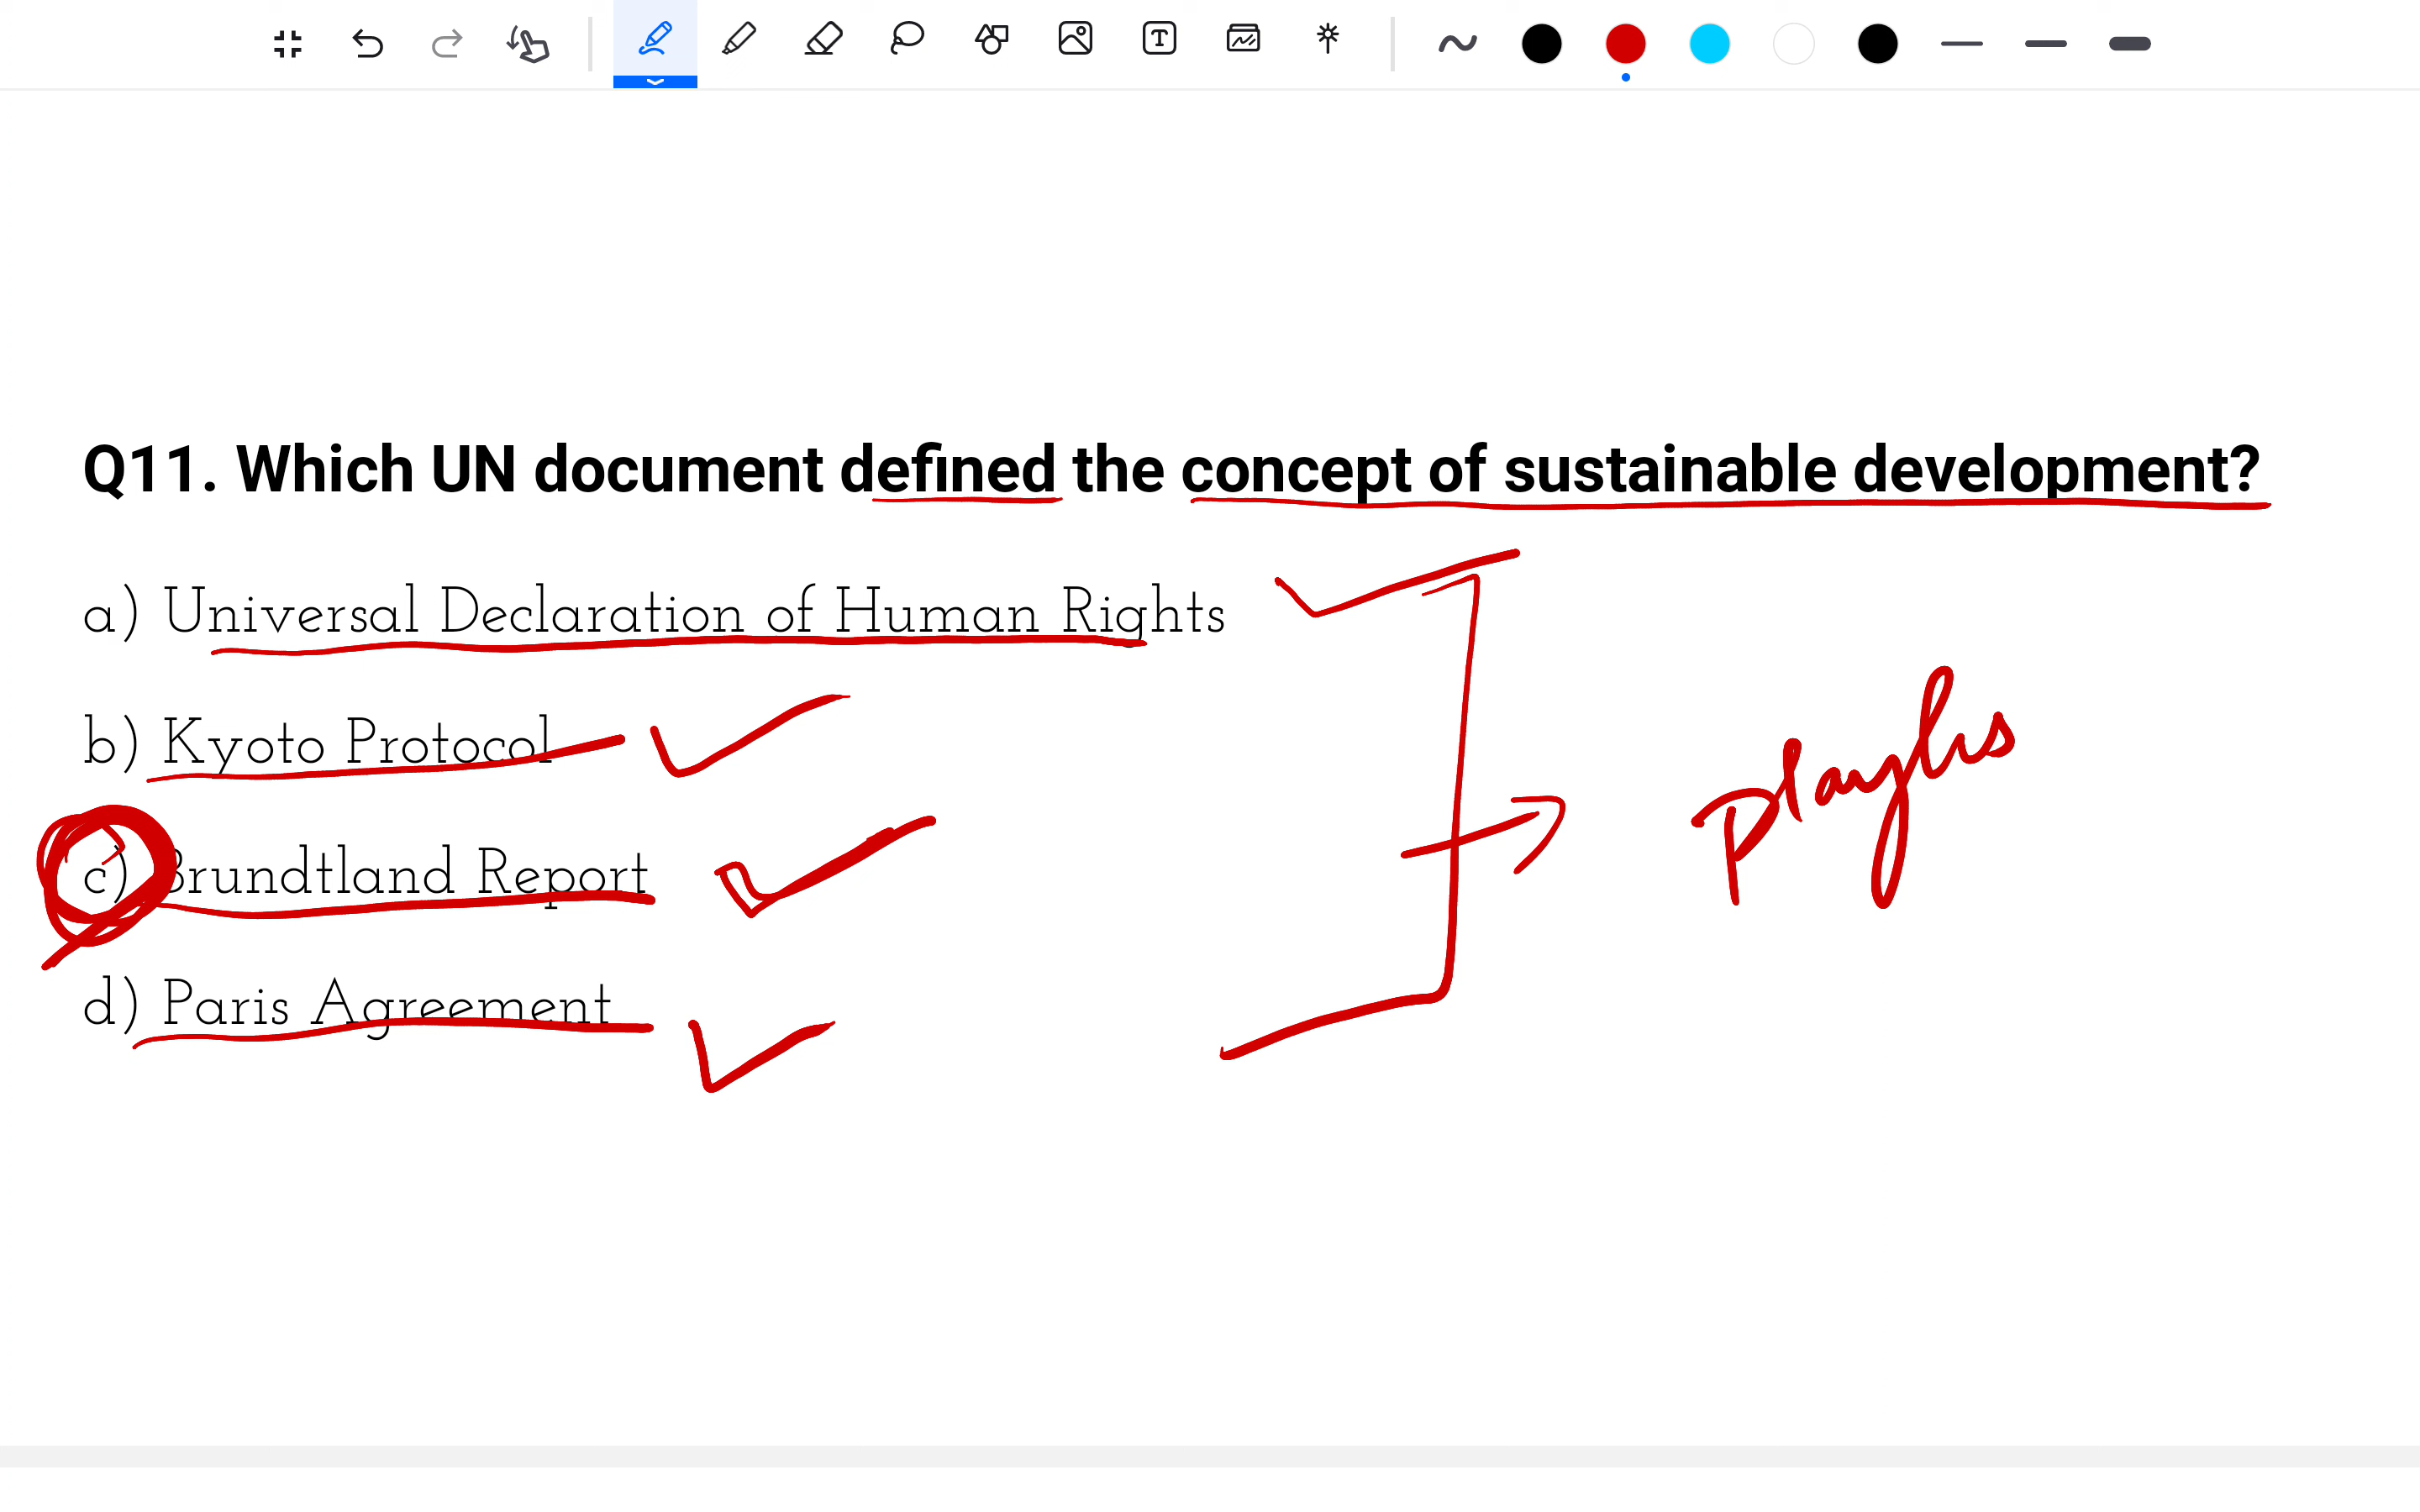 Q11. Which UN document defined the concept of sustainable development?
a) Universal Declaration of Human Rights
b) Kyoto Protocol
c) Brundtland Report
d) Paris Agreement